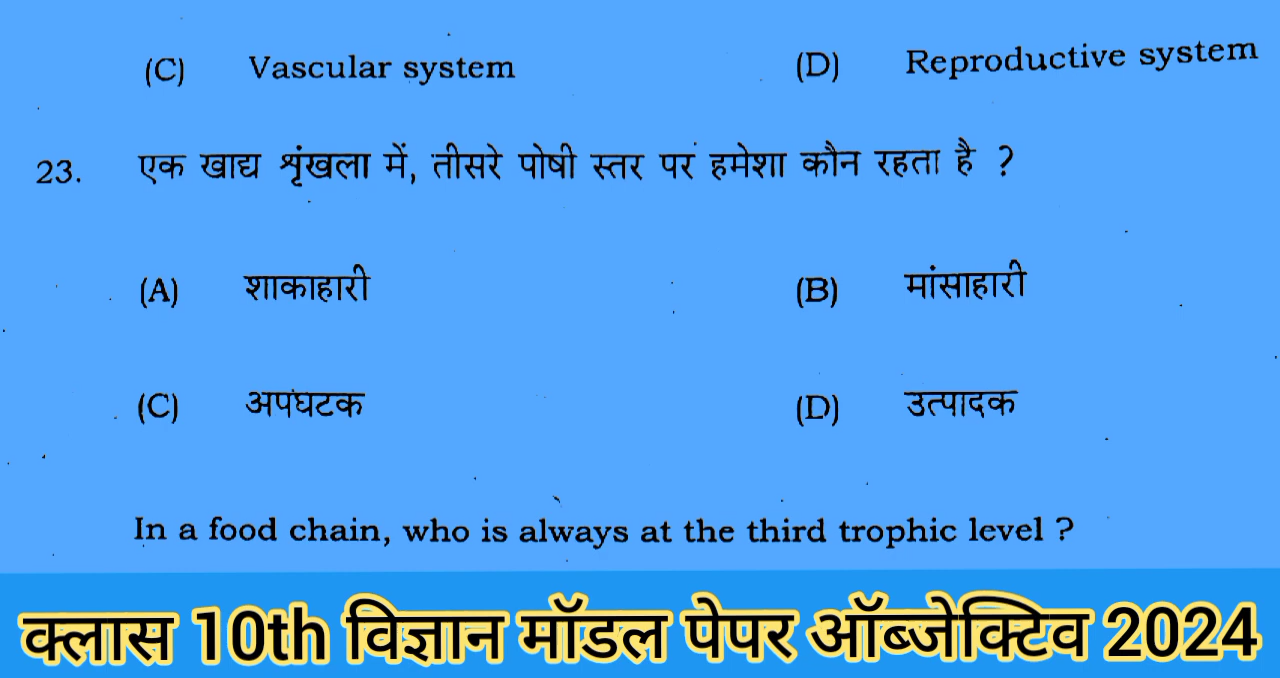 (C) Vascular system (D) Reproductive system
23. एक खाद्य श्रृंखला में, तीसरे पोषी स्तर पर हमेशा कौन रहता है ?
(A) शाकाहारी (B) मांसाहारी
(C) अपघटक (D) उत्पादक
In a food chain, who is always at the third trophic level ?
क्लास 10th विज्ञान मॉडल पेपर ऑब्जेक्टिव 2024